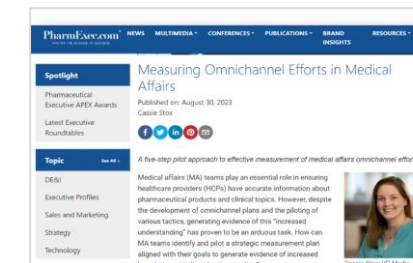 PharmExec.com
NEWS MULTIMEDIA CONFERENCES PUBLICATIONS BRAND INSIGHTS RESOURCES
Spotlight
Pharmaceutical
Executive APEX Awards
Latest Executive
Roundtables
Topic See All
DE&I
Executive Profiles
Sales and Marketing
Strategy
Technology
Measuring Omnichannel Efforts in Medical
Affairs
Published on: August 30, 2023
Cassie Stox
A five-step pilot approach to effective measurement of medical affairs omnichannel
Medical affairs (MA) teams play an essential role in ensuring
healthcare providers (HCPs) have accurate information about
pharmaceutical products and clinical topics. However, despite
the development of omnichannel plans and the piloting of
various tactics, generating evidence of this "increased
understanding" has proven to be an arduous task. How can
MA teams identify and pilot a strategic measurement plan
aligned with their goals to generate evidence of increased